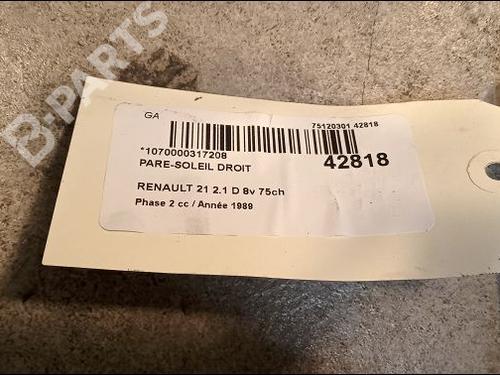 B-PARTS
GA
75120301 42818
*1070000317208
42818
PARE-SOLEIL DROIT
RENAULT 21 2.1 D 8v 75ch
Phase 2 cc / Année 1989